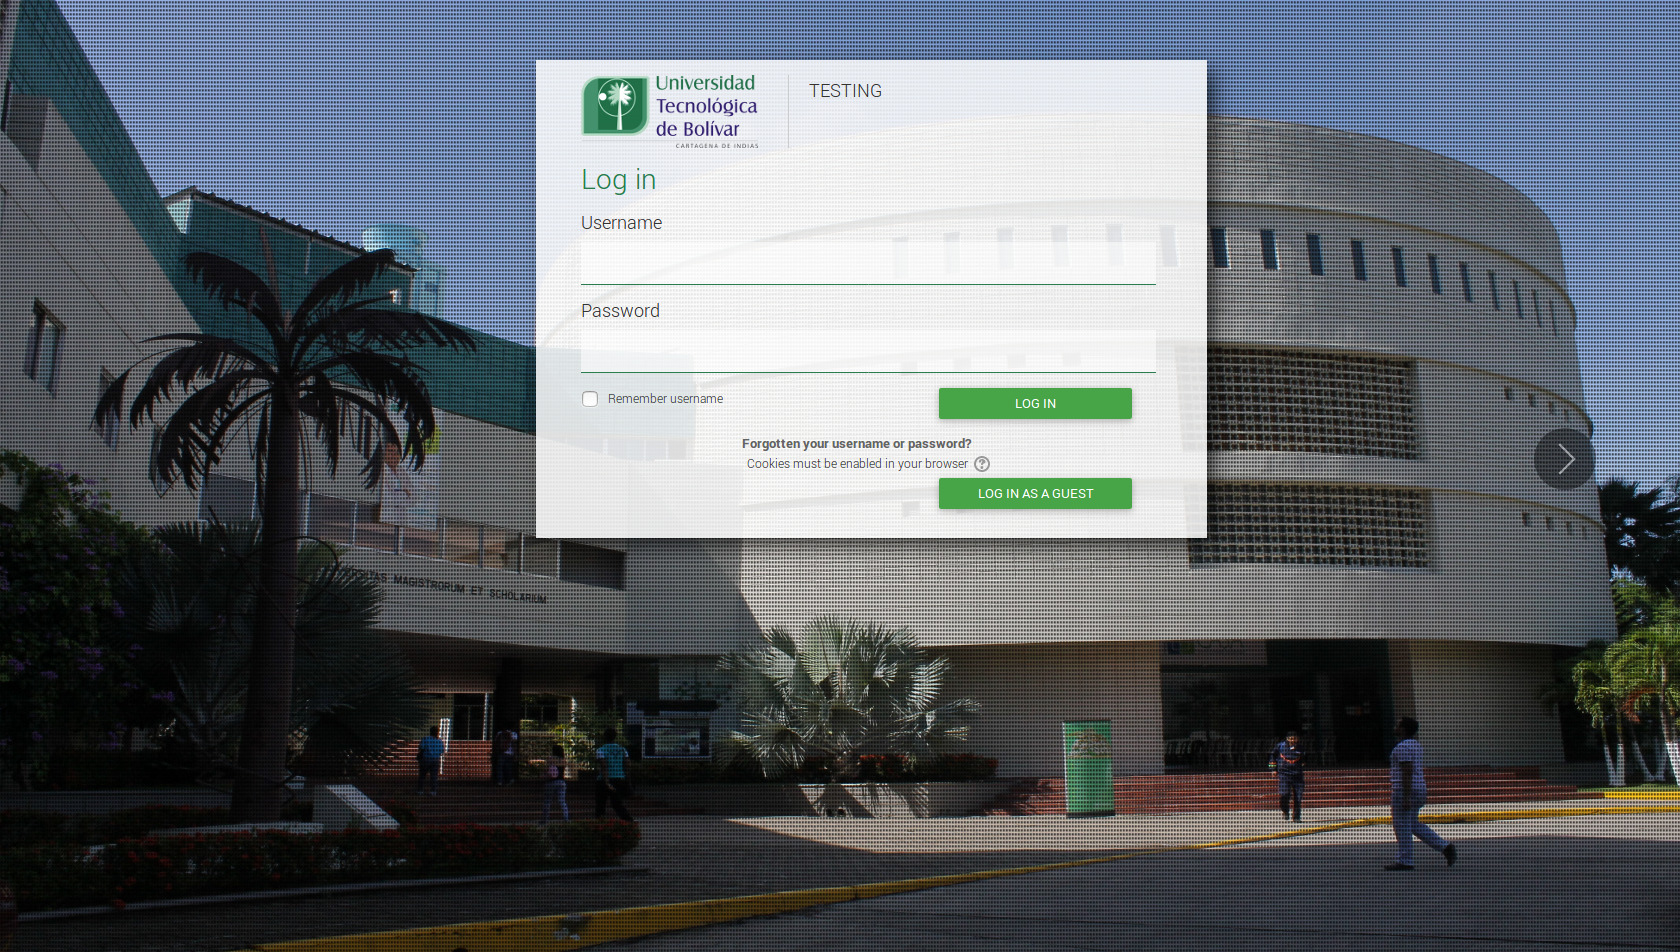 Universidad
Tecnológica
de Bolívar
CARTAGENA DE INDIAS
TESTING
Log in
Username
Password
Remember username
LOG IN
Forgotten your username or password?
Cookies must be enabled in your browser
LOG IN AS A GUEST
MAGISTRORUM ET SCHOLARIUM